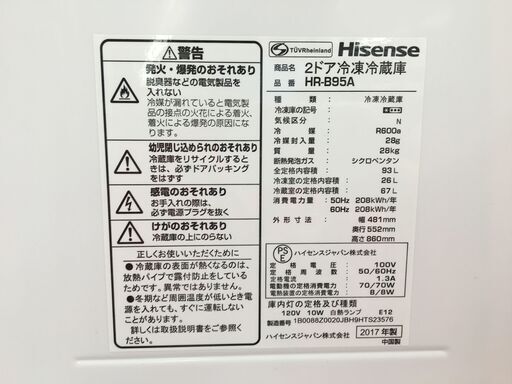 ⚠警告
発火・爆発のおそれあり
脱臭器などの電気製品を入れない
冷媒が漏れていると電気製品の接点の火花による着火、着火による爆発の原因になります。
幼児閉じ込められのおそれあり
冷蔵庫をリサイクルするときは、必ずドアパッキングをはずす
感電のおそれあり
お手入れの際は、必ず電源プラグを抜く
けがのおそれあり
冷蔵庫の上にのらない
正しくお使いいただくために
●冷蔵庫の表面が熱くなるのは、放熱パイプで露付防止をしているためで異常ではありません。
●冬期など周囲温度が低いとき電源を入れても、すぐに運転しないことがあります。
詳しくは取扱説明書をご覧ください。
TÜVRheinland
Hisense
商品名 2ドア冷凍冷蔵庫
品番 HR-B95A
種類 : 冷凍冷蔵庫
冷凍庫の記号 :
気候区分 : N
冷媒 : R600a
冷媒封入量 : 28g
質量 : 28kg
断熱発泡ガス : シクロペンタン
全定格内容積 : 93L
冷凍室の定格内容積 : 26L
冷蔵室の定格内容積 : 67L
消費電力量 : 50Hz 208kWh/年
60Hz 208kWh/年
外形寸法 : 幅481mm
奥行552mm
高さ860mm
PSE
ハイセンスジャパン株式会社
定格電圧 : 100V
定格周波数 : 50/60Hz
定格電流 : 1.3A
電動機の定格消費電力 : 70/70W
電熱装置の定格消費電力 : 8/8W
庫内灯の定格及び種類
120V 10W 白熱ランプ E12
製造番号 1B0088Z0020JBH9HTS23576
ハイセンスジャパン株式会社
2017年製
中国製